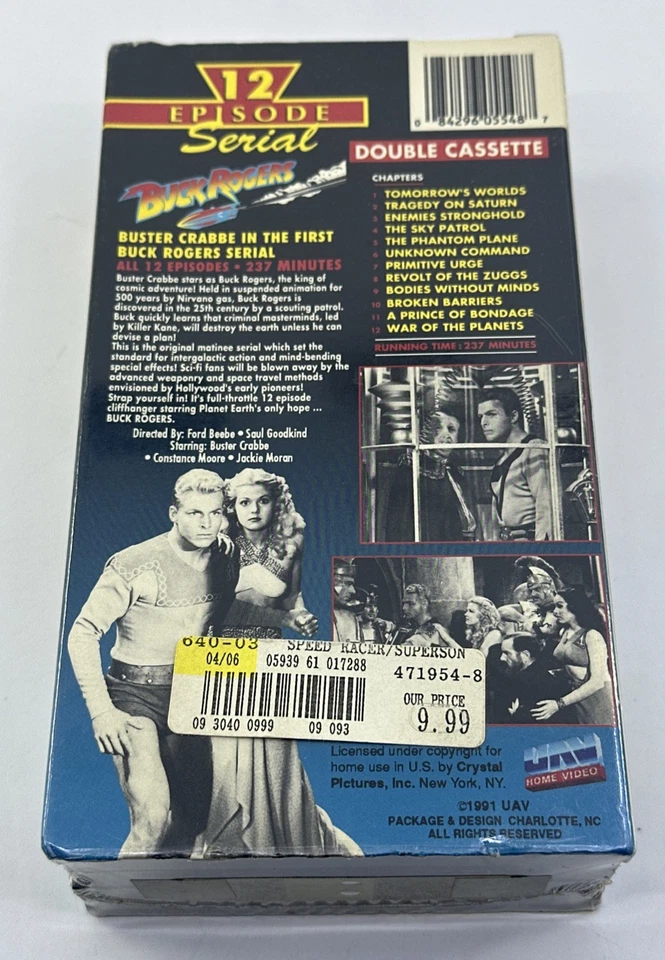 12
EPISODE
Serial
0 84296 05548 7
DOUBLE CASSETTE
BUCK ROGERS
BUSTER CRABBE IN THE FIRST
BUCK ROGERS SERIAL
ALL 12 EPISODES • 237 MINUTES
Buster Crabbe stars as Buck Rogers, the king of
cosmic adventure! Held in suspended animation for
500 years by Nirvano gas, Buck Rogers is
discovered in the 25th century by a scouting patrol.
Buck quickly learns that criminal masterminds, led
by Killer Kane, will destroy the earth unless he can
devise a plan!
This is the original matinee serial which set the
standard for intergalactic action and mind-bending
special effects! Sci-fi fans will be blown away by the
advanced weaponry and space travel methods
envisioned by Hollywood's early pioneers!
Strap yourself in! It's full-throttle 12 episode
cliffhanger starring Planet Earth's only hope ...
BUCK ROGERS.
Directed By: Ford Beebe • Saul Goodkind
Starring: Buster Crabbe
• Constance Moore • Jackie Moran
CHAPTERS
1 TOMORROW'S WORLDS
2 TRAGEDY ON SATURN
3 ENEMIES STRONGHOLD
4 THE SKY PATROL
5 THE PHANTOM PLANE
6 UNKNOWN COMMAND
7 PRIMITIVE URGE
8 REVOLT OF THE ZUGGS
9 BODIES WITHOUT MINDS
10 BROKEN BARRIERS
11 A PRINCE OF BONDAGE
12 WAR OF THE PLANETS
RUNNING TIME: 237 MINUTES
640-03 SPEED RACER/SUPERSON
04/06 05939 61 017288 471954-8
OUR PRICE
9.99
09 3040 0999 09 093
Licensed under copyright for
home use in U.S. by Crystal
Pictures, Inc. New York, NY.
UAV
HOME VIDEO
©1991 UAV
PACKAGE & DESIGN CHARLOTTE, NC
ALL RIGHTS RESERVED